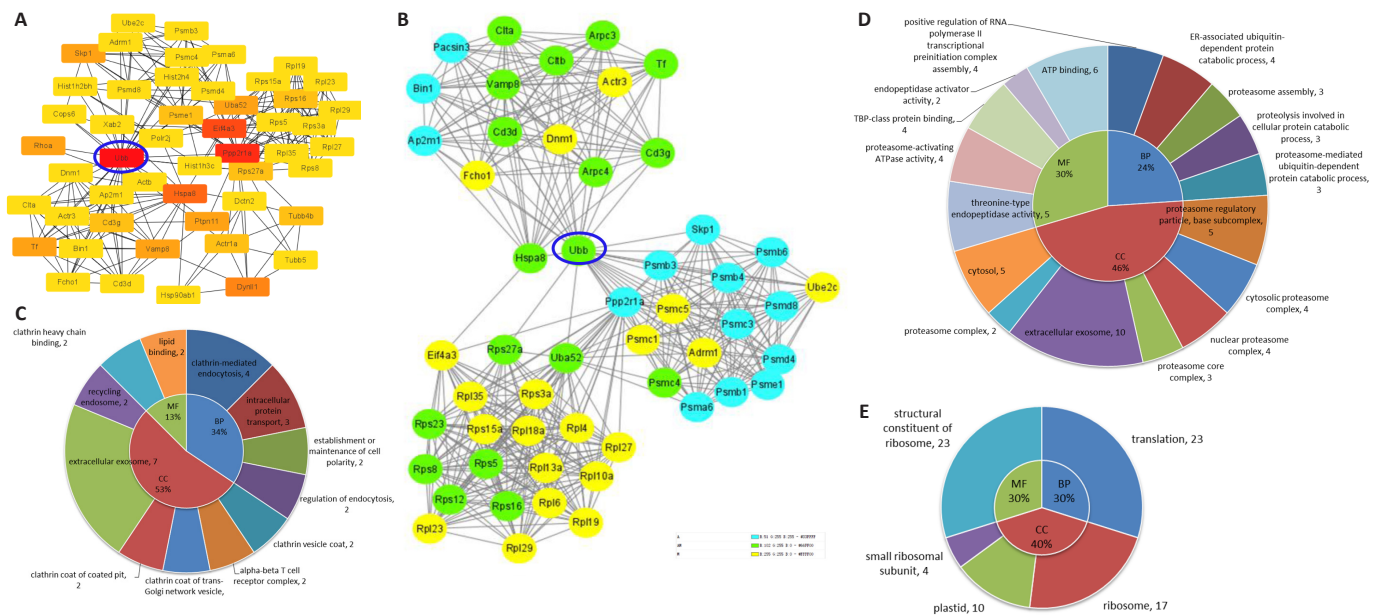 A
Ube2c
Psmb3
Adrm1
Skp1
Psmc4
Psma6
Hist2h4
Rpl19
Hist1h2bh
Psmd8
Psmd4
Rps15a
Rpl23
Uba52
Rps16
Cops6
Psme1
Rpl29
Xab2
Eif4a3
Rps5
Rps3a
Rhoa
Polr2j
Ubb
Ppp2r1a
Rpl35
Rpl27
Hist1h3c
Rps8
Dnm1
Actb
Rps27a
Ap2m1
Hspa8
Dctn2
Clta
Actr3
Cd3g
Ptpn11
Tubb4b
Tf
Bin1
Vamp8
Actr1a
Tubb5
Fcho1
Cd3d
Dynll1
Hsp90ab1
B
Clta
Arpc3
Pacsin3
Cltb
Tf
Bin1
Vamp8
Actr3
Cd3d
Dnm1
Ap2m1
Cd3g
Fcho1
Arpc4
Hspa8
Ubb
Skp1
Psmb6
Psmb3
Psmb4
Ube2c
Ppp2r1a
Psmc5
Psmd8
Psmc3
Psmc1
Adrm1
Psmd4
Eif4a3
Rps27a
Uba52
Psmc4
Psmb1
Psme1
Psma6
Rpl35
Rps3a
Rps23
Rps15a
Rpl18a
Rpl4
Rpl27
Rps8
Rps5
Rpl13a
Rpl10a
Rps12
Rps16
Rpl6
Rpl23
Rpl19
Rpl29
C
clathrin heavy chain
binding, 2
lipid
binding, 2
clathrin-mediated
endocytosis, 4
recycling
endosome, 2
intracellular
protein
transport, 3
MF
13%
BP
34%
establishment or
maintenance of cell
polarity, 2
extracellular exosome, 7
CC
53%
regulation of endocytosis,
2
clathrin vesicle coat, 2
alpha-beta T cell
receptor complex, 2
clathrin coat of trans-
Golgi network vesicle,
clathrin coat of coated pit,
2
D
positive regulation of RNA
polymerase II
transcriptional
preinitiation complex
assembly, 4
ATP binding, 6
ER-associated ubiquitin-
dependent protein
catabolic process, 4
endopeptidase activator
activity, 2
proteasome assembly, 3
TBP-class protein binding,
4
proteolysis involved in
cellular protein catabolic
process, 3
proteasome-activating
ATPase activity, 4
MF
30%
BP
24%
proteasome-mediated
ubiquitin-dependent
protein catabolic process,
3
threonine-type
endopeptidase activity, 5
proteasome regulatory
particle, base subcomplex,
5
CC
46%
cytosol, 5
cytosolic proteasome
complex, 4
proteasome complex, 2
extracellular exosome, 10
nuclear proteasome
complex, 4
proteasome core
complex, 3
E
structural
constituent of
ribosome, 23
translation, 23
MF
30%
BP
30%
CC
40%
small ribosomal
subunit, 4
plastid, 10
ribosome, 17